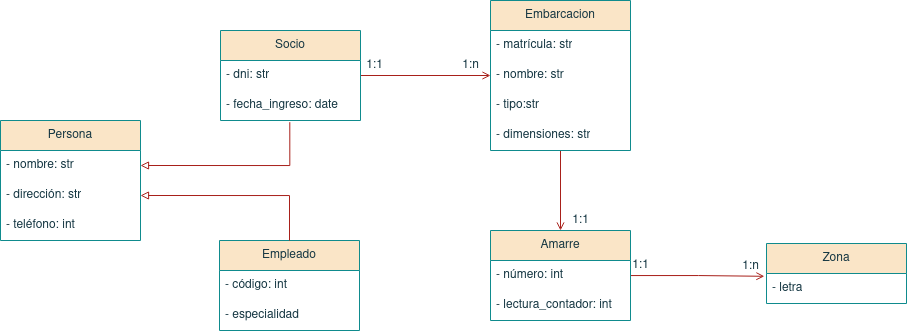 Embarcacion
- matrícula: str
- nombre: str
- tipo:str
- dimensiones: str
Socio
- dni: str
- fecha_ingreso: date
1:1
1:n
Persona
- nombre: str
- dirección: str
- teléfono: int
1:1
Empleado
- código: int
- especialidad
Amarre
- número: int
- lectura_contador: int
1:1
1:n
Zona
- letra